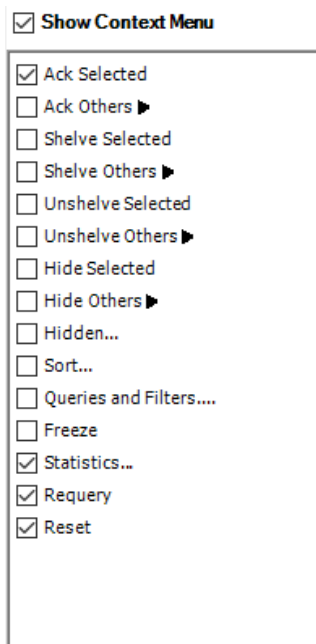 Show Context Menu
Ack Selected
Ack Others
Shelve Selected
Shelve Others
Unshelve Selected
Unshelve Others
Hide Selected
Hide Others
Hidden...
Sort...
Queries and Filters....
Freeze
Statistics...
Requery
Reset